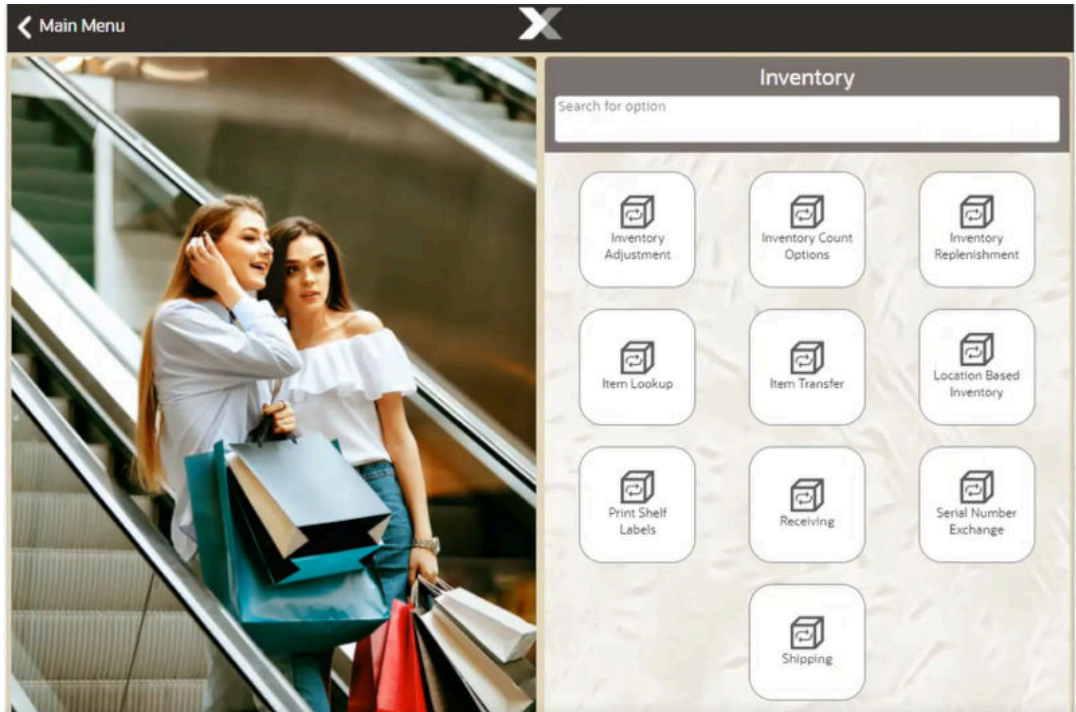 Main Menu
Inventory
Search for option
Inventory
Adjustment
Inventory Count
Options
Inventory
Replenishment
Item Lookup
Item Transfer
Location Based
Inventory
Print Shelf
Labels
Receiving
Serial Number
Exchange
Shipping